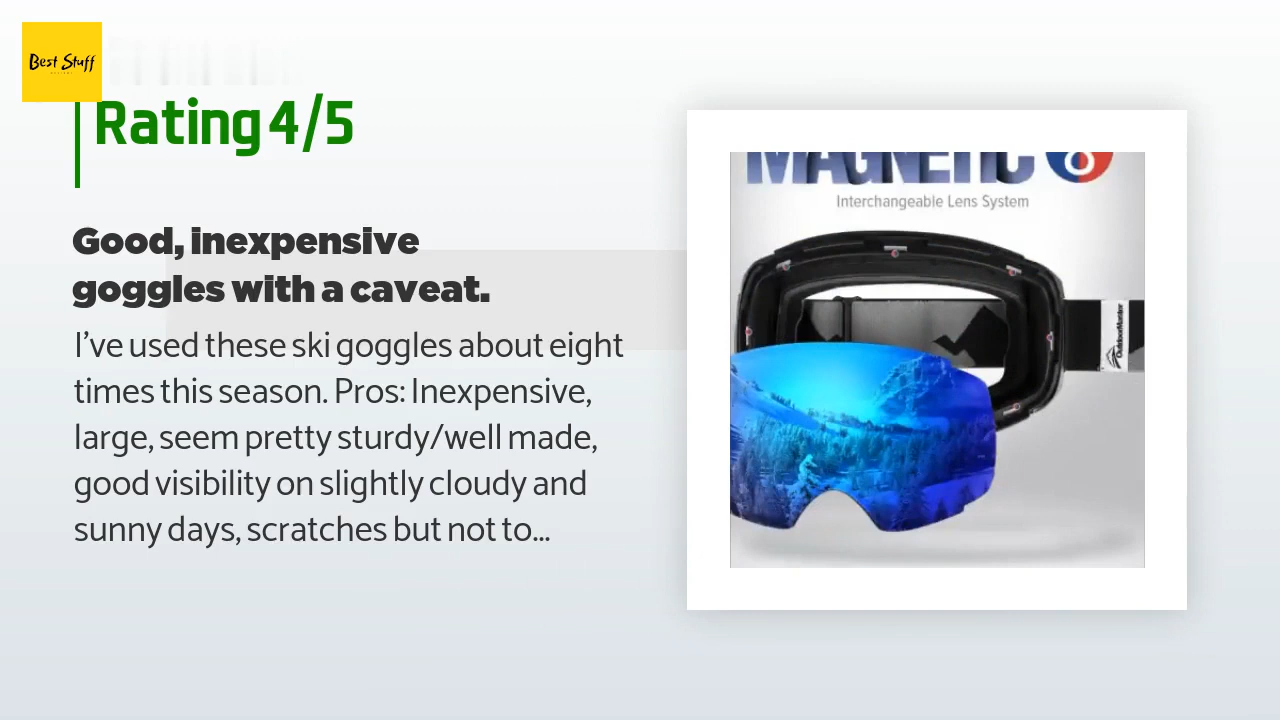 Best Stuff
Rating 4/5
Good, inexpensive
goggles with a caveat.
I've used these ski goggles about eight
times this season. Pros: Inexpensive,
large, seem pretty sturdy/well made,
good visibility on slightly cloudy and
sunny days, scratches but not to...
MAGNETIC 8
Interchangeable Lens System
OutdoorMaster